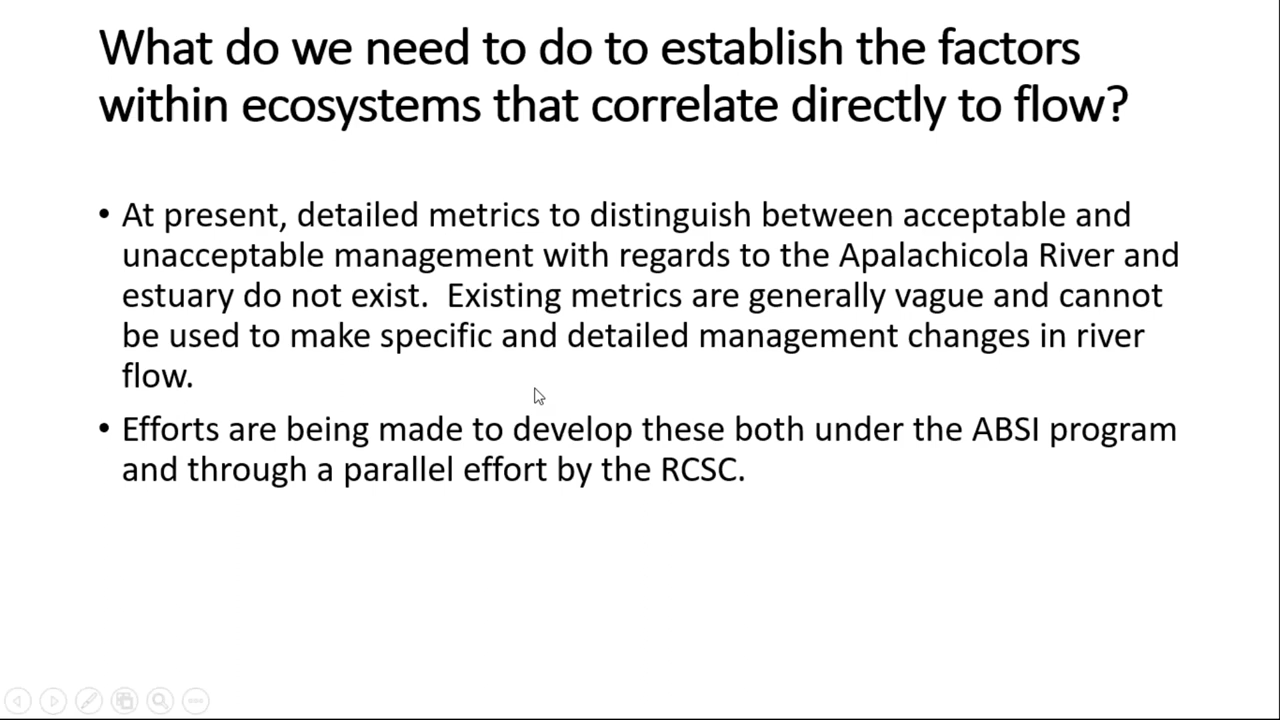 What do we need to do to establish the factors
within ecosystems that correlate directly to flow?
• At present, detailed metrics to distinguish between acceptable and
unacceptable management with regards to the Apalachicola River and
estuary do not exist.  Existing metrics are generally vague and cannot
be used to make specific and detailed management changes in river
flow.
• Efforts are being made to develop these both under the ABSI program
and through a parallel effort by the RCSC.